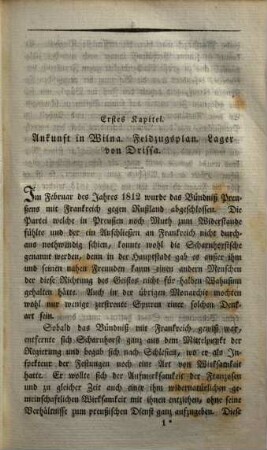 Erstes Kapitel.
Ankunft in Wilna. Feldzugsplan. Lager
von Drissa.
Im Februar des Jahres 1812 wurde das Bündniß Preu-
ßens mit Frankreich gegen Rußland abgeschlossen. Die
Partei welche in Preußen noch Muth zum Widerstande
fühlte und der ein Anschließen an Frankreich nicht durch-
aus nothwendig schien, konnte wohl die Scharnhorstsche
genannt werden, denn in der Hauptstadt gab es außer ihm
und seinen nahen Freunden kaum einen andern Menschen
der diese Richtung des Geistes nicht für halben Wahnsinn
gehalten hätte. Auch in der übrigen Monarchie mochten
wohl nur wenige zerstreute Spuren einer solchen Denk-
art sein.
Sobald das Bündniß mit Frankreich gewiß war,
entfernte sich Scharnhorst ganz aus dem Mittelpunkt der
Regierung und begab sich nach Schlesien, wo er als In-
spekteur der Festungen noch eine Art von Wirksamkeit
hatte. Er wollte sich der Aufmerksamkeit der Franzosen
und zu gleicher Zeit auch einer ihm widernatürlichen ge-
meinschaftlichen Wirksamkeit mit ihnen entziehen, ohne seine
Verhältnisse zum preußischen Dienst ganz aufzugeben. Diese
1 *